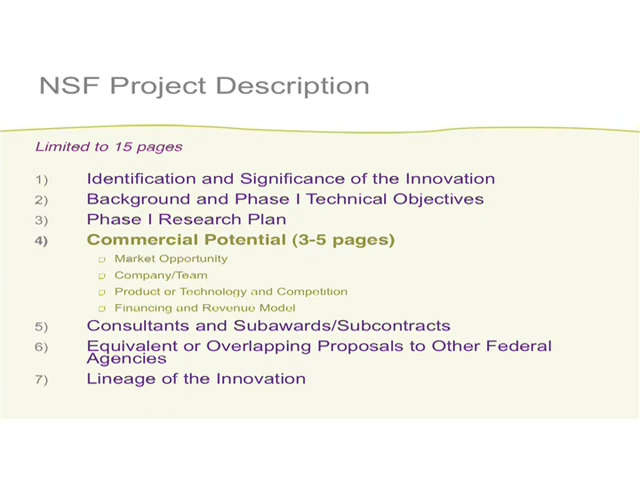 NSF Project Description
Limited to 15 pages
1) Identification and Significance of the Innovation
2) Background and Phase I Technical Objectives
3) Phase I Research Plan
4) Commercial Potential (3-5 pages)
Market Opportunity
Company/Team
Product or Technology and Competition
Financing and Revenue Model
5) Consultants and Subawards/Subcontracts
6) Equivalent or Overlapping Proposals to Other Federal
Agencies
7) Lineage of the Innovation